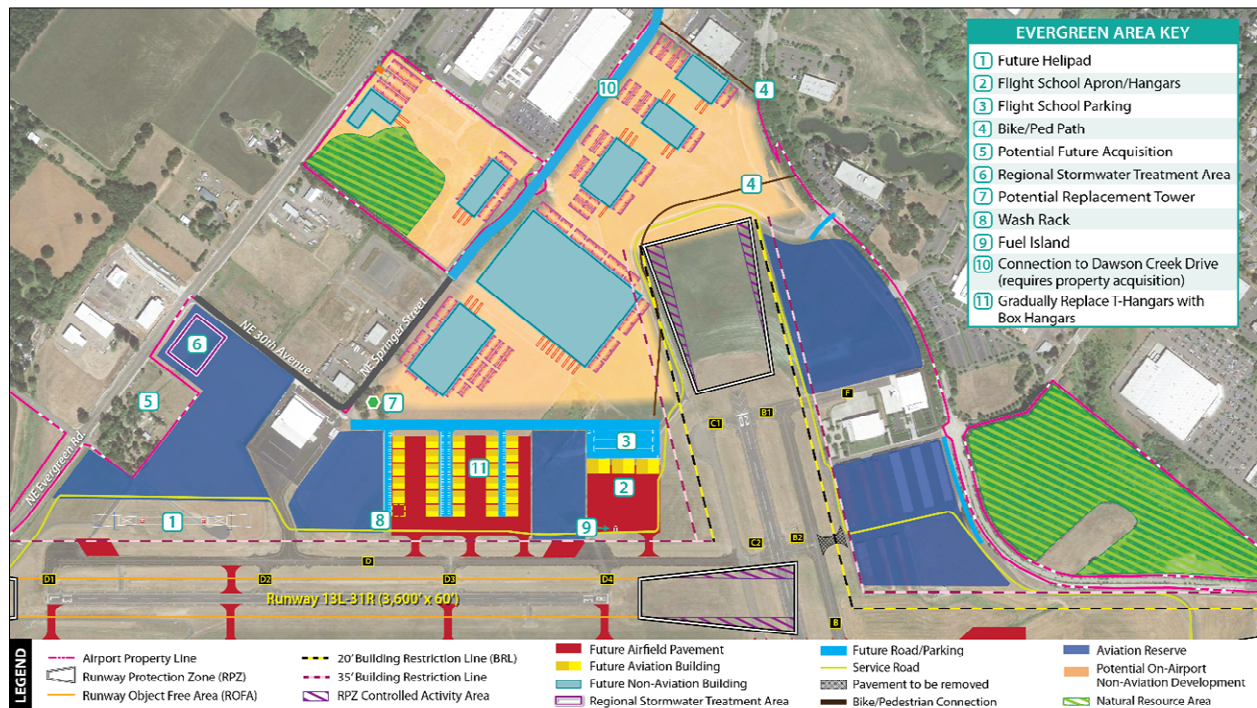 EVERGREEN AREA KEY
1 Future Helipad
2 Flight School Apron/Hangars
3 Flight School Parking
4 Bike/Ped Path
5 Potential Future Acquisition
6 Regional Stormwater Treatment Area
7 Potential Replacement Tower
8 Wash Rack
9 Fuel Island
10 Connection to Dawson Creek Drive
(requires property acquisition)
11 Gradually Replace T-Hangars with
Box Hangars
10
4
4
NE 30th Avenue
NE Springer Street
6
5
7
NE Evergreen Rd.
3
11
2
8
9
1
F
B1
C1
C2
B2
D
D1
D2
D3
D4
Runway 13L-31R (3,600' x 60')
B
LEGEND
Airport Property Line
Runway Protection Zone (RPZ)
Runway Object Free Area (ROFA)
20' Building Restriction Line (BRL)
35' Building Restriction Line
RPZ Controlled Activity Area
Future Airfield Pavement
Future Aviation Building
Future Non-Aviation Building
Regional Stormwater Treatment Area
Future Road/Parking
Service Road
Pavement to be removed
Bike/Pedestrian Connection
Aviation Reserve
Potential On-Airport
Non-Aviation Development
Natural Resource Area